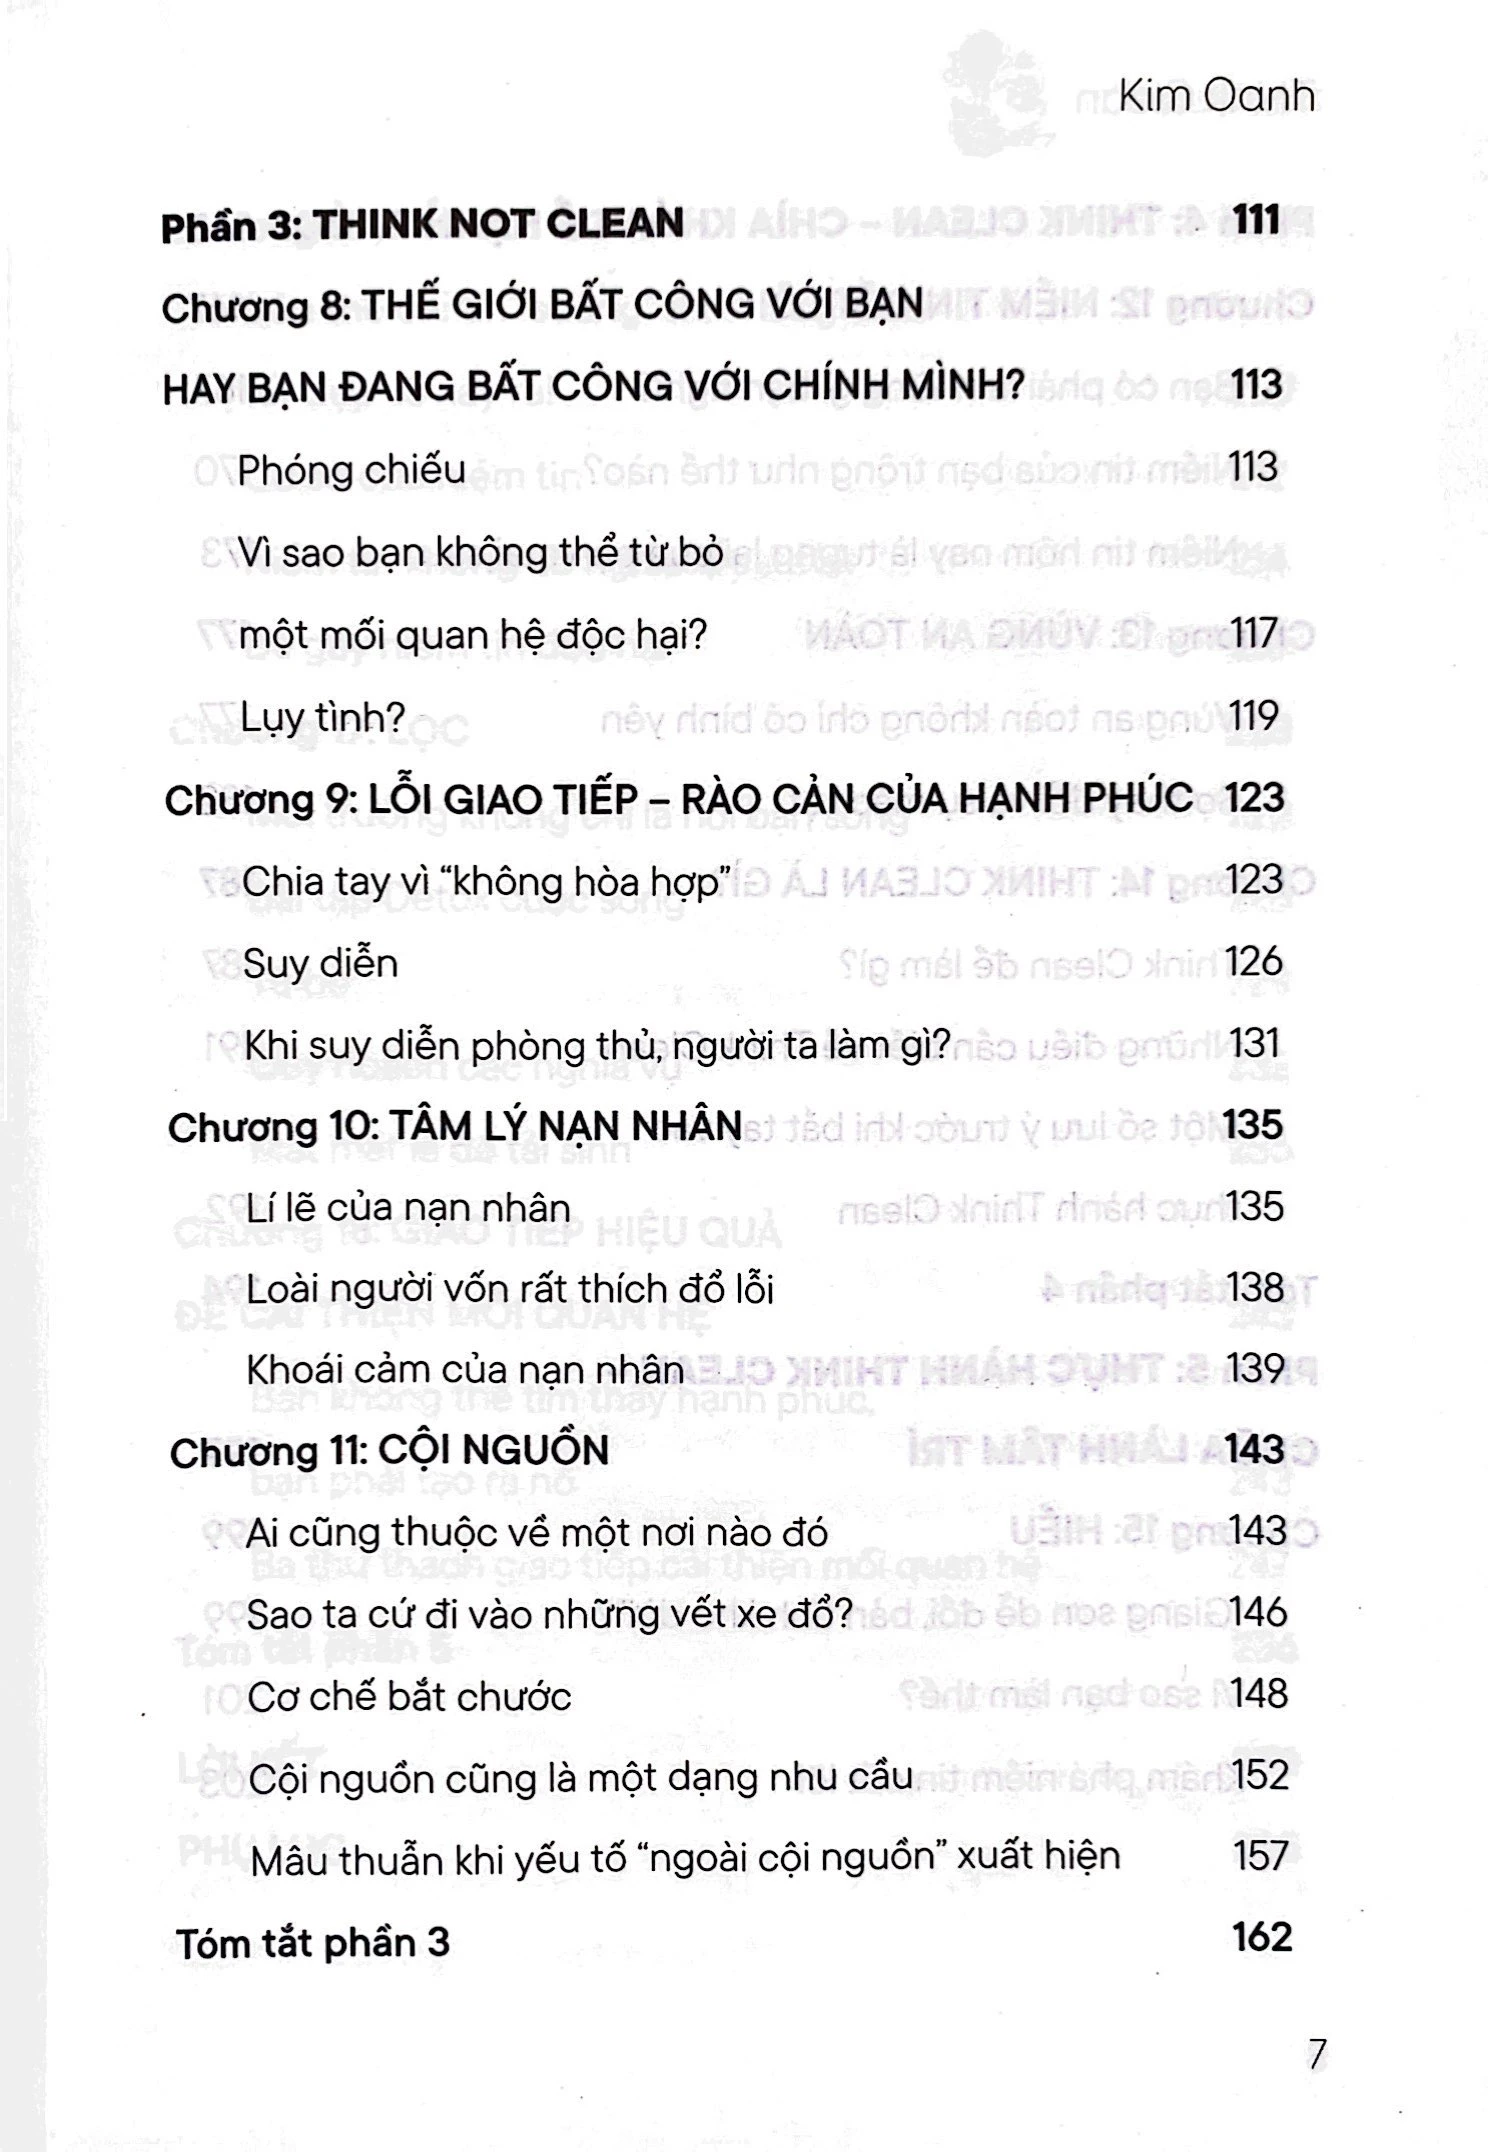 Kim Oanh
Phần 3: THINK NOT CLEAN 111
Chương 8: THẾ GIỚI BẤT CÔNG VỚI BẠN
HAY BẠN ĐANG BẤT CÔNG VỚI CHÍNH MÌNH? 113
Phóng chiếu 113
Vì sao bạn không thể từ bỏ
một mối quan hệ độc hại? 117
Lụy tình? 119
Chương 9: LỖI GIAO TIẾP – RÀO CẢN CỦA HẠNH PHÚC 123
Chia tay vì “không hòa hợp” 123
Suy diễn 126
Khi suy diễn phòng thủ, người ta làm gì? 131
Chương 10: TÂM LÝ NẠN NHÂN 135
Lí lẽ của nạn nhân 135
Loài người vốn rất thích đổ lỗi 138
Khoái cảm của nạn nhân 139
Chương 11: CỘI NGUỒN 143
Ai cũng thuộc về một nơi nào đó 143
Sao ta cứ đi vào những vết xe đổ? 146
Cơ chế bắt chước 148
Cội nguồn cũng là một dạng nhu cầu 152
Mâu thuẫn khi yếu tố “ngoài cội nguồn” xuất hiện 157
Tóm tắt phần 3 162
7